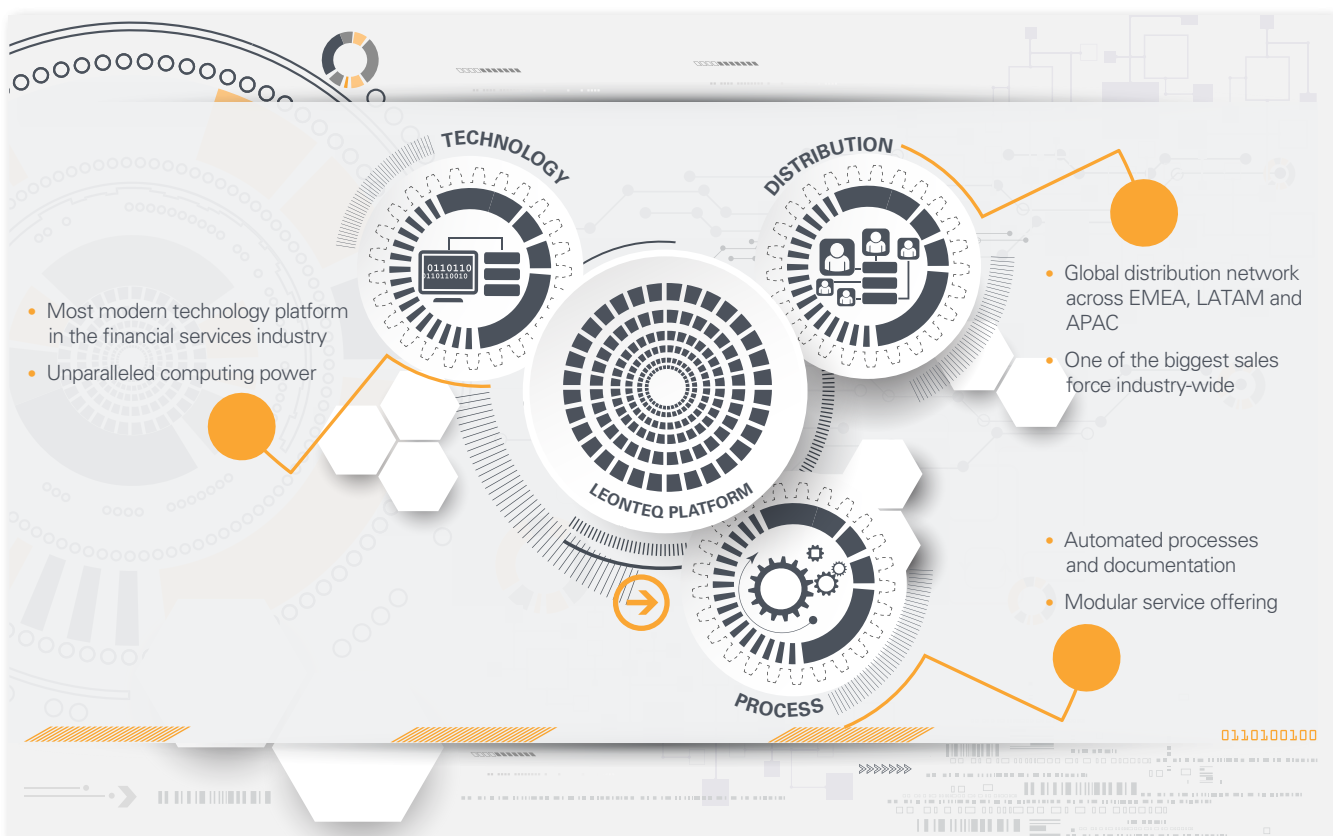 TECHNOLOGY
DISTRIBUTION
0110110
0110110010
• Global distribution network
across EMEA, LATAM and
APAC
• One of the biggest sales
force industry-wide
• Most modern technology platform
in the financial services industry
• Unparalleled computing power
LEONTEQ PLATFORM
• Automated processes
and documentation
• Modular service offering
PROCESS
0110100100